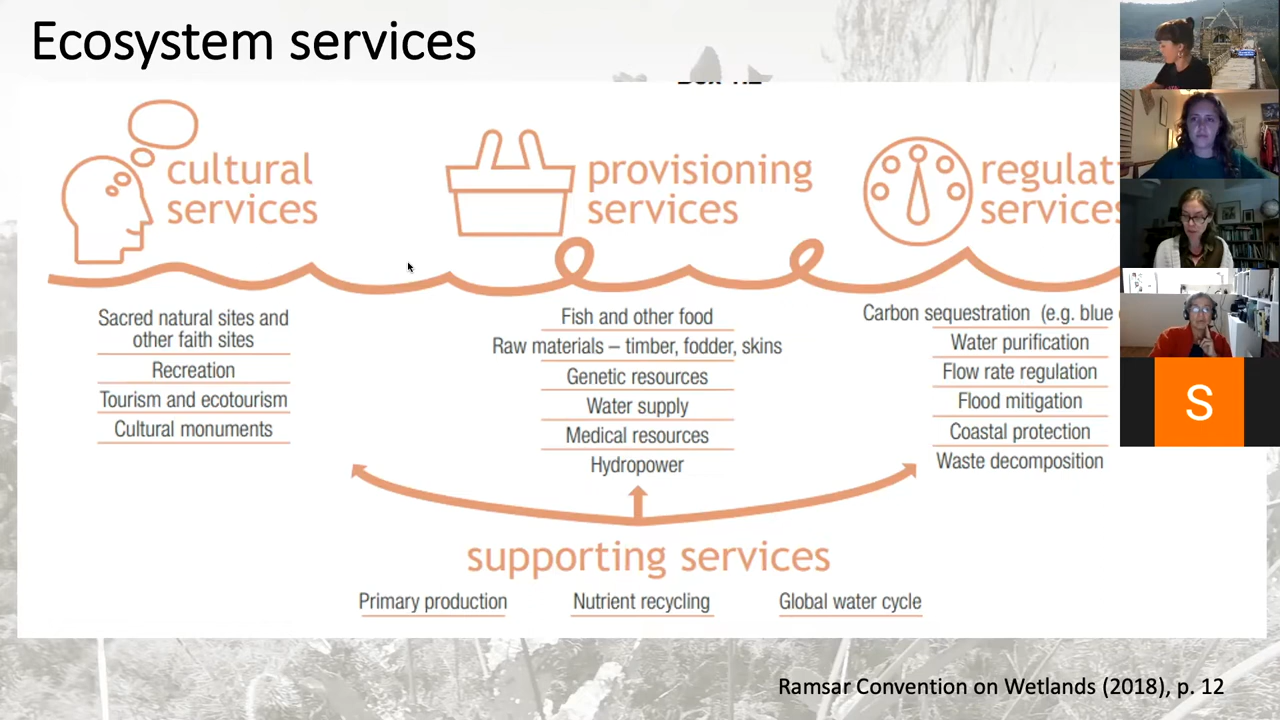 Ecosystem services
cultural
services
provisioning
services
services
Sacred natural sites and
other faith sites
Recreation
Tourism and ecotourism
Cultural monuments
Fish and other food
Raw materials – timber, fodder, skins
Genetic resources
Water supply
Medical resources
Hydropower
Carbon sequestration (e.g. blue
Water purification
Flow rate regulation
Flood mitigation
Coastal protection
Waste decomposition
supporting services
Primary production
Nutrient recycling
Global water cycle
Ramsar Convention on Wetlands (2018), p. 12
S